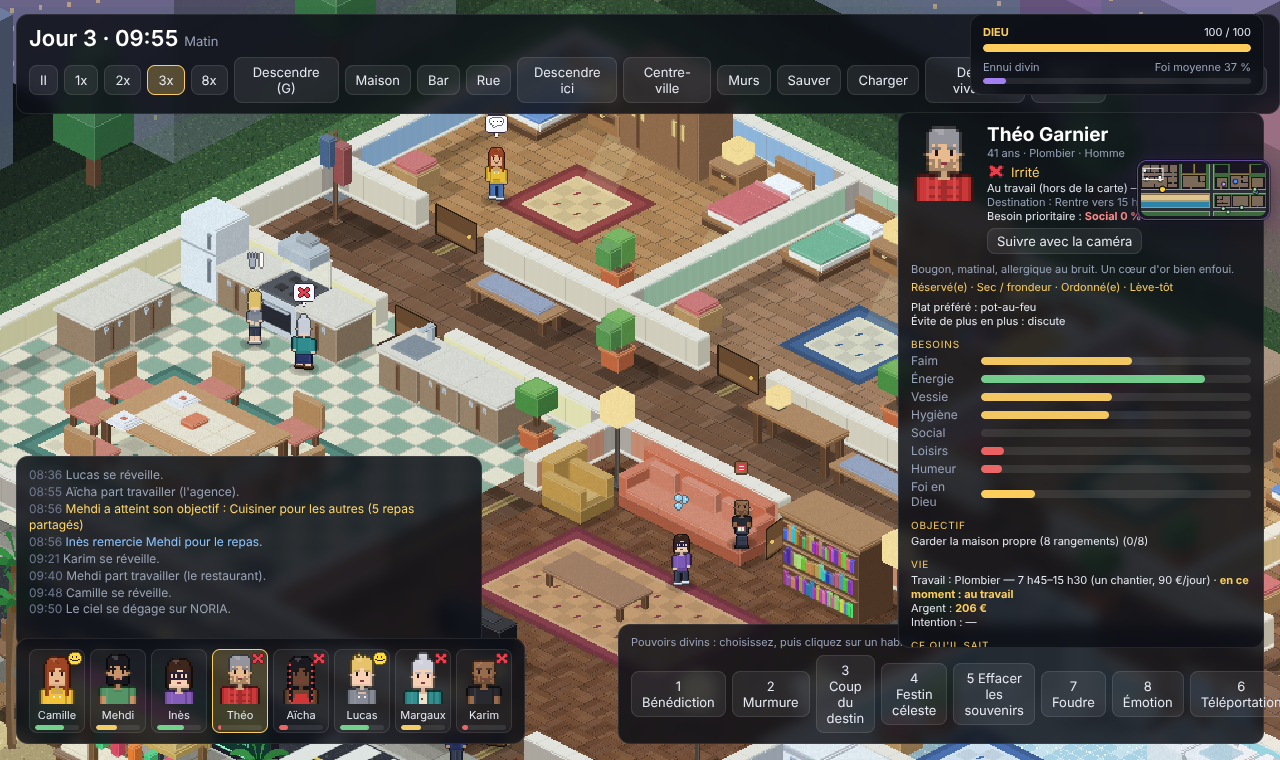 Jour 3 · 09:55 Matin
II
1x
2x
3x
8x
Descendre
(G)
Maison
Bar
Rue
Descendre
ici
Centre-
ville
Murs
Sauver
Charger
DIEU 100 / 100
Ennui divin Foi moyenne 37 %
Théo Garnier
41 ans · Plombier · Homme
Irrité
Au travail (hors de la carte) –
Destination : Rentre vers 15 h
Besoin prioritaire : Social 0 %
Suivre avec la caméra
Bougon, matinal, allergique au bruit. Un cœur d'or bien enfoui.
Réservé(e) · Sec / frondeur · Ordonné(e) · Lève-tôt
Plat préféré : pot-au-feu
Évite de plus en plus : discute
BESOINS
Faim
Énergie
Vessie
Hygiène
Social
Loisirs
Humeur
Foi en
Dieu
OBJECTIF
Garder la maison propre (8 rangements) (0/8)
VIE
Travail : Plombier — 7 h45–15 h30 (un chantier, 90 €/jour) · en ce
moment : au travail
Argent : 206 €
Intention : —
CE QU'IL SAIT
08:36 Lucas se réveille.
08:55 Aïcha part travailler (l'agence).
08:56 Mehdi a atteint son objectif : Cuisiner pour les autres (5 repas
partagés)
08:56 Inès remercie Mehdi pour le repas.
09:21 Karim se réveille.
09:40 Mehdi part travailler (le restaurant).
09:48 Camille se réveille.
09:50 Le ciel se dégage sur NORIA.
Camille
Mehdi
Inès
Théo
Aïcha
Lucas
Margaux
Karim
Pouvoirs divins : choisissez, puis cliquez sur un hab
1
Bénédiction
2
Murmure
3
Coup
du
destin
4
Festin
céleste
5 Effacer
les
souvenirs
7
Foudre
8
Émotion
6
Téléportation